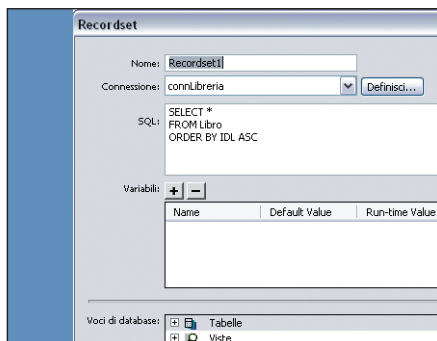 Recordset
Nome: Recordset1
Connessione: connLibreria Definisci...
SQL: SELECT *
FROM Libro
ORDER BY IDL ASC
Variabili: + −
Name Default Value Run-time Value
Voci di database: Tabelle
Viste